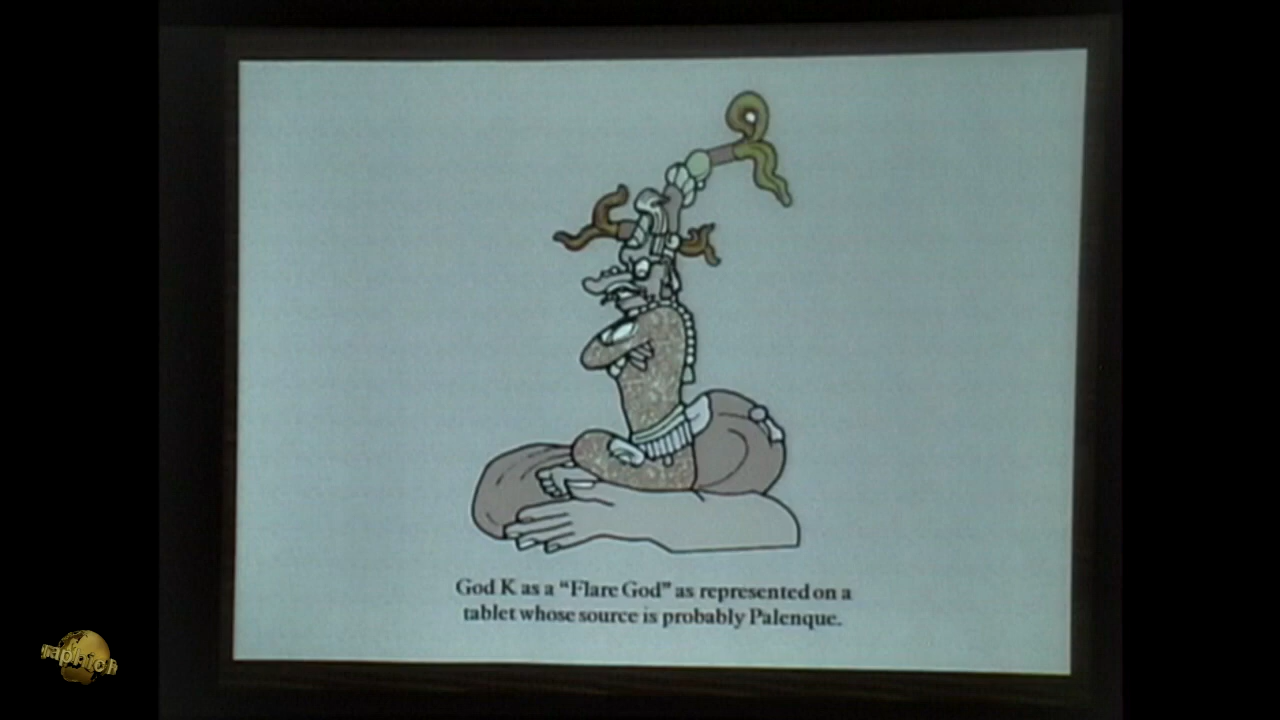 God K as a “Flare God” as represented on a
tablet whose source is probably Palenque.